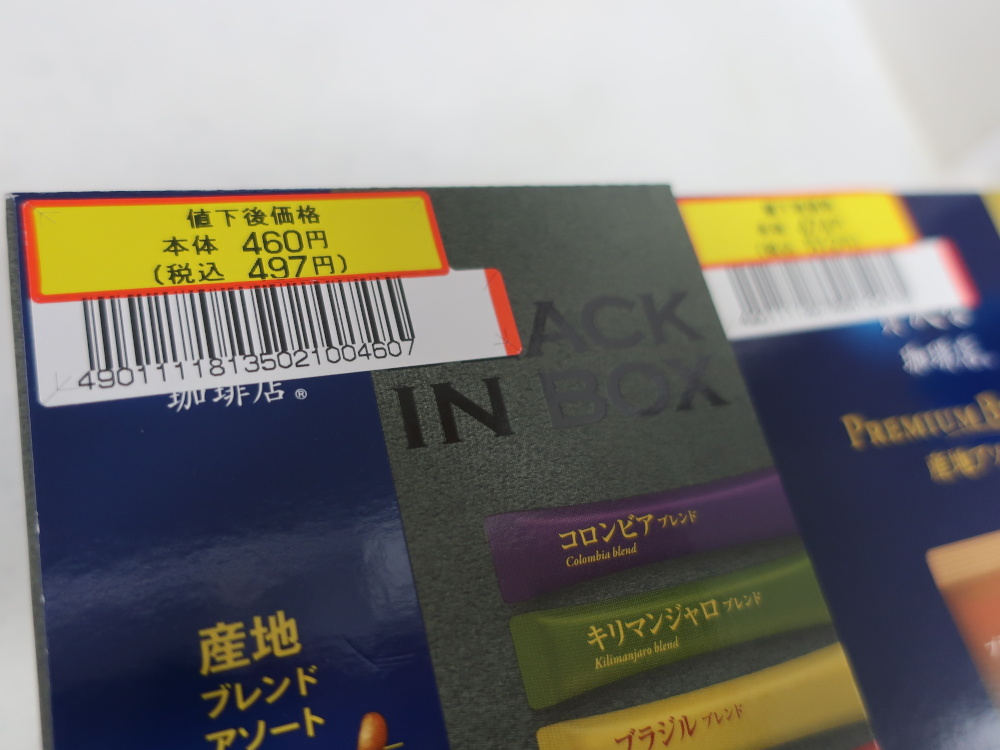 値下後価格
本体 460円
(税込 497円)
49011118135021004607
珈琲店®
ACK
IN BOX
コロンビア ブレンド
Colombia blend
キリマンジャロ ブレンド
Kilimanjaro blend
ブラジル ブレンド
産地
ブレンド
アソート
珈琲店
PREMIUM
産地ア